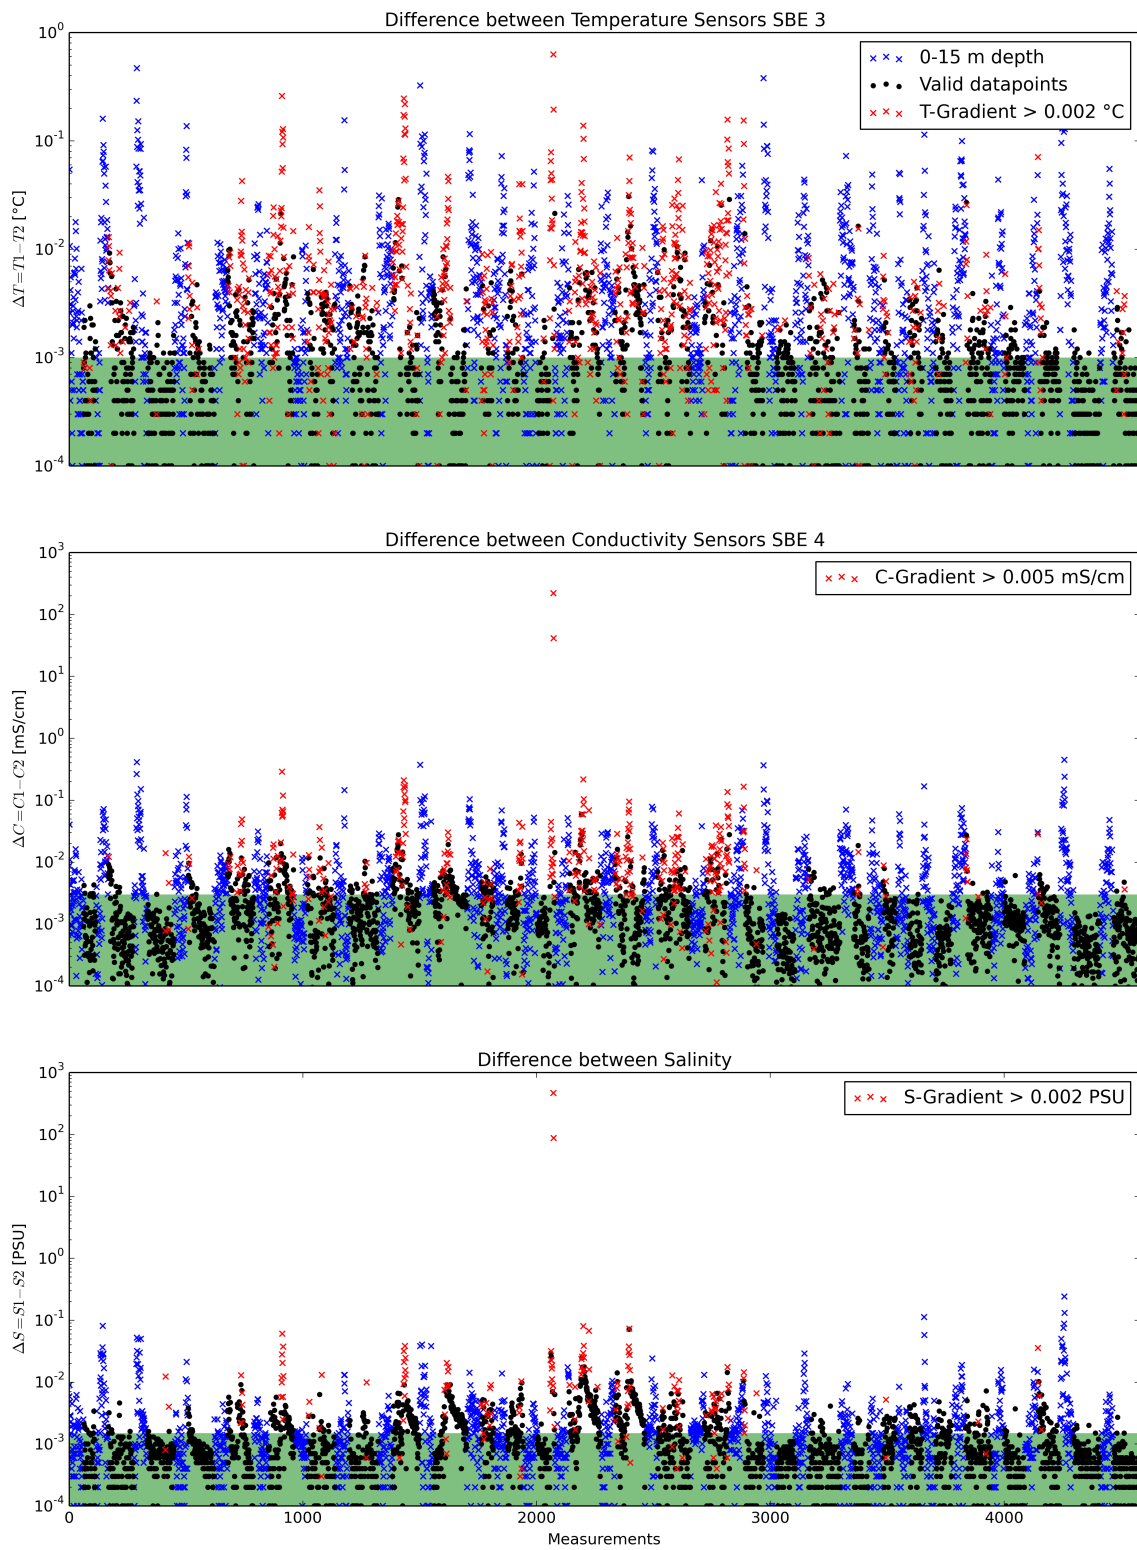 Difference between Temperature Sensors SBE 3
10^0
10^-1
10^-2
10^-3
10^-4
ΔT=T1−T2 [°C]
0-15 m depth
Valid datapoints
T-Gradient > 0.002 °C
Difference between Conductivity Sensors SBE 4
10^3
10^2
10^1
10^0
10^-1
10^-2
10^-3
10^-4
ΔC=C1−C2 [mS/cm]
C-Gradient > 0.005 mS/cm
Difference between Salinity
10^3
10^2
10^1
10^0
10^-1
10^-2
10^-3
10^-4
ΔS=S1−S2 [PSU]
S-Gradient > 0.002 PSU
0 1000 2000 3000 4000
Measurements